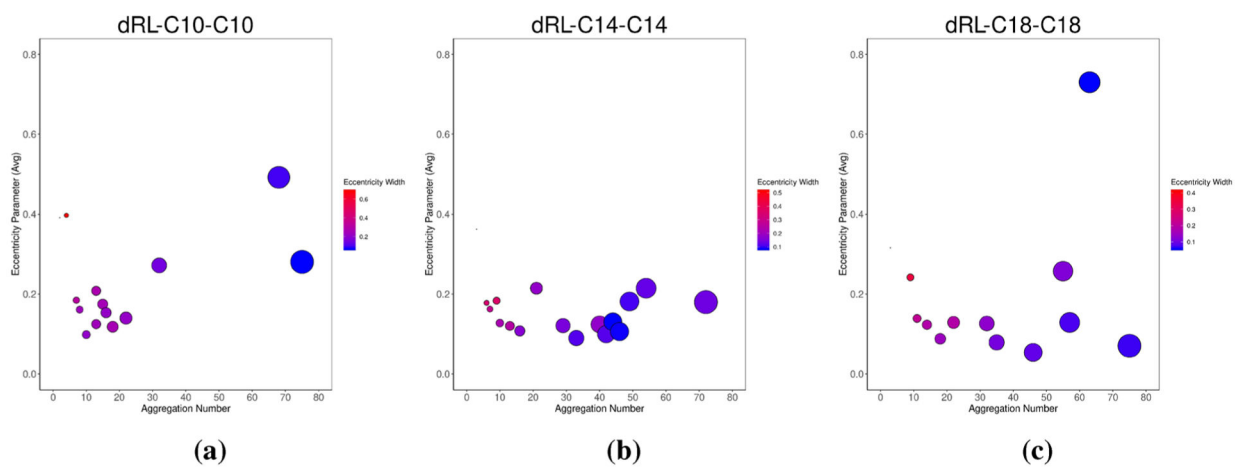 dRL-C10-C10
0.8
0.6
0.4
0.2
0.0
Eccentricity Parameter (Avg)
0 10 20 30 40 50 60 70 80
Aggregation Number
Eccentricity Width
0.6
0.4
0.2
(a)
dRL-C14-C14
0.8
0.6
0.4
0.2
0.0
Eccentricity Parameter (Avg)
0 10 20 30 40 50 60 70 80
Aggregation Number
Eccentricity Width
0.5
0.4
0.3
0.2
0.1
(b)
dRL-C18-C18
0.8
0.6
0.4
0.2
0.0
Eccentricity Parameter (Avg)
0 10 20 30 40 50 60 70 80
Aggregation Number
Eccentricity Width
0.4
0.3
0.2
0.1
(c)